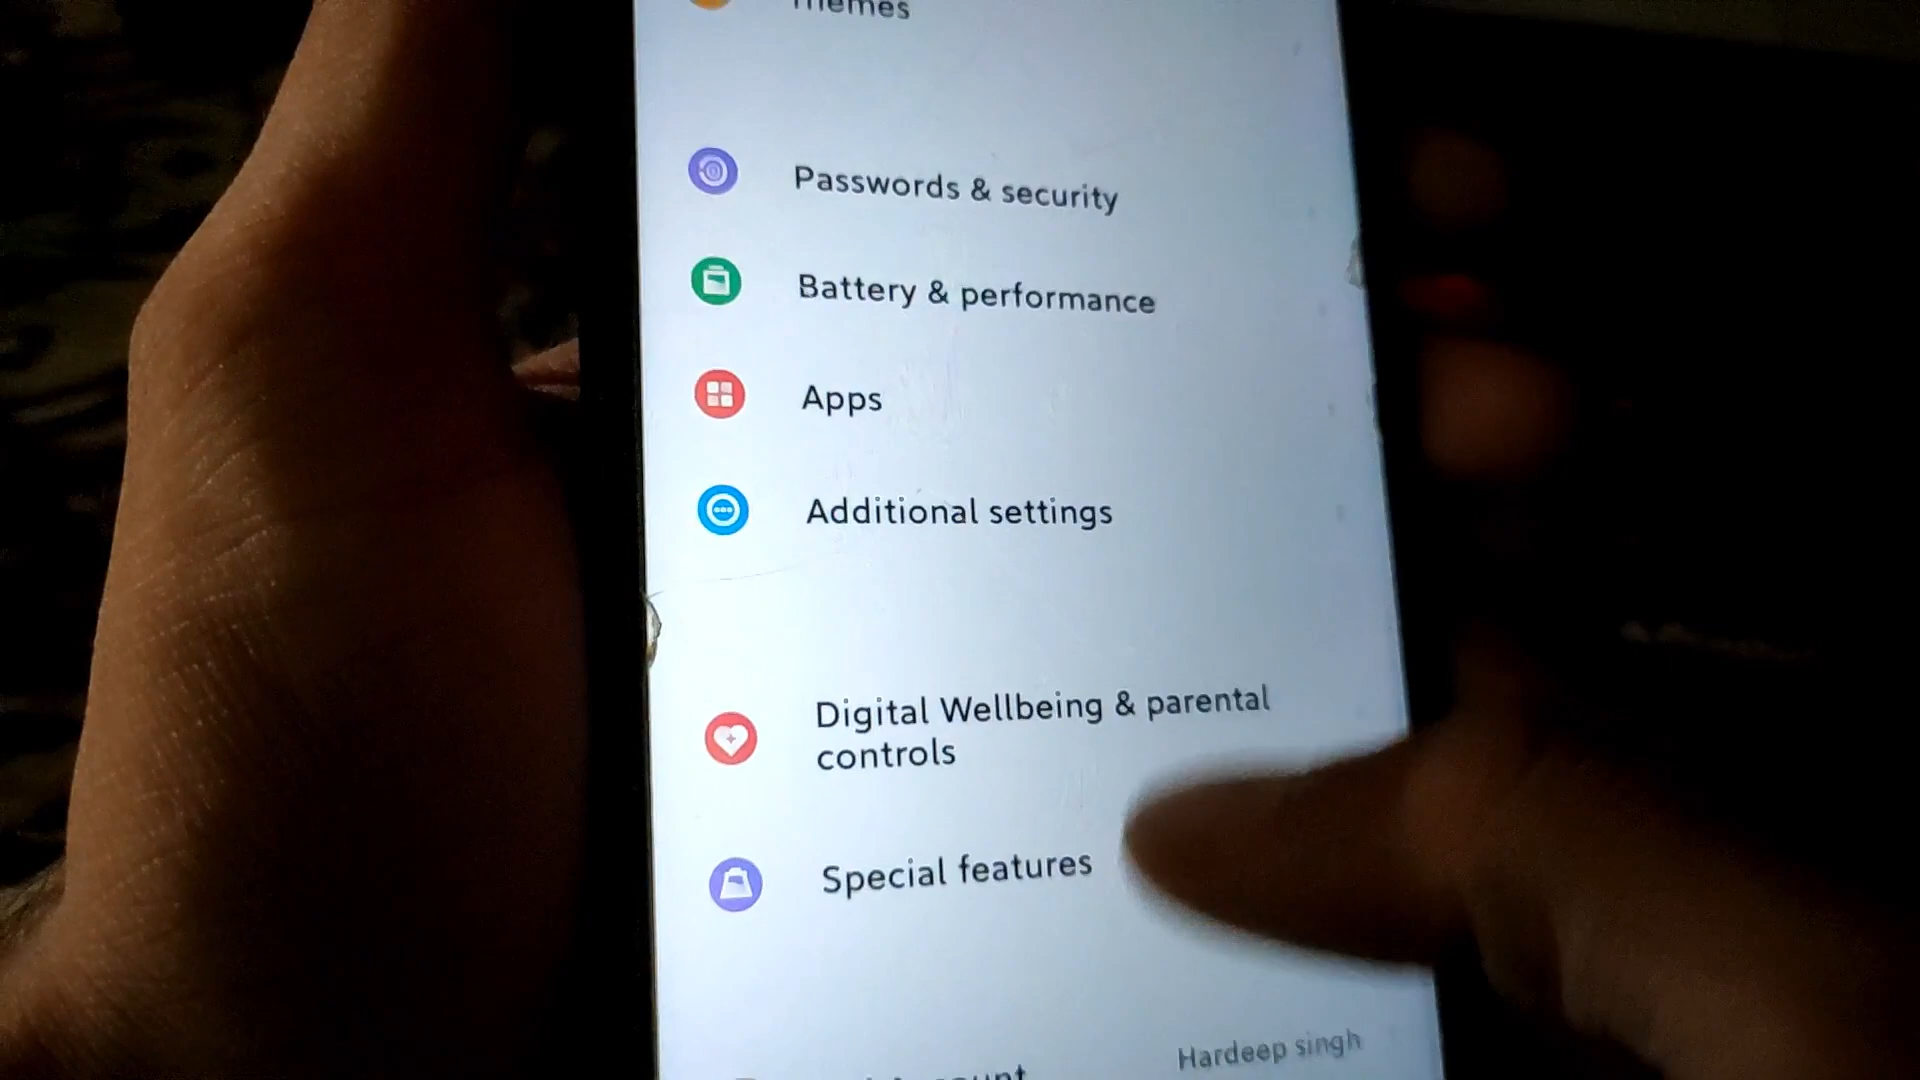 Themes
Passwords & security
Battery & performance
Apps
Additional settings
Digital Wellbeing & parental
controls
Special features
Hardeep singh